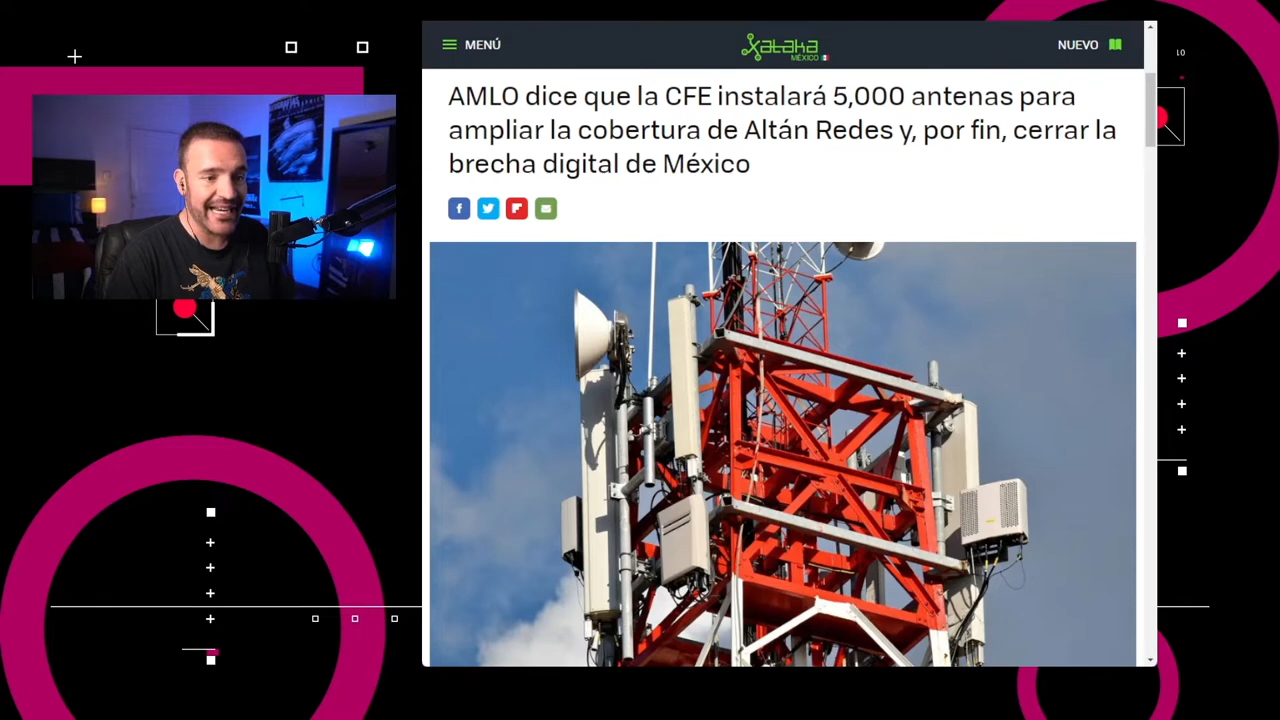 MENÚ
xataka
MÉXICO
NUEVO
AMLO dice que la CFE instalará 5,000 antenas para
ampliar la cobertura de Altán Redes y, por fin, cerrar la
brecha digital de México
10